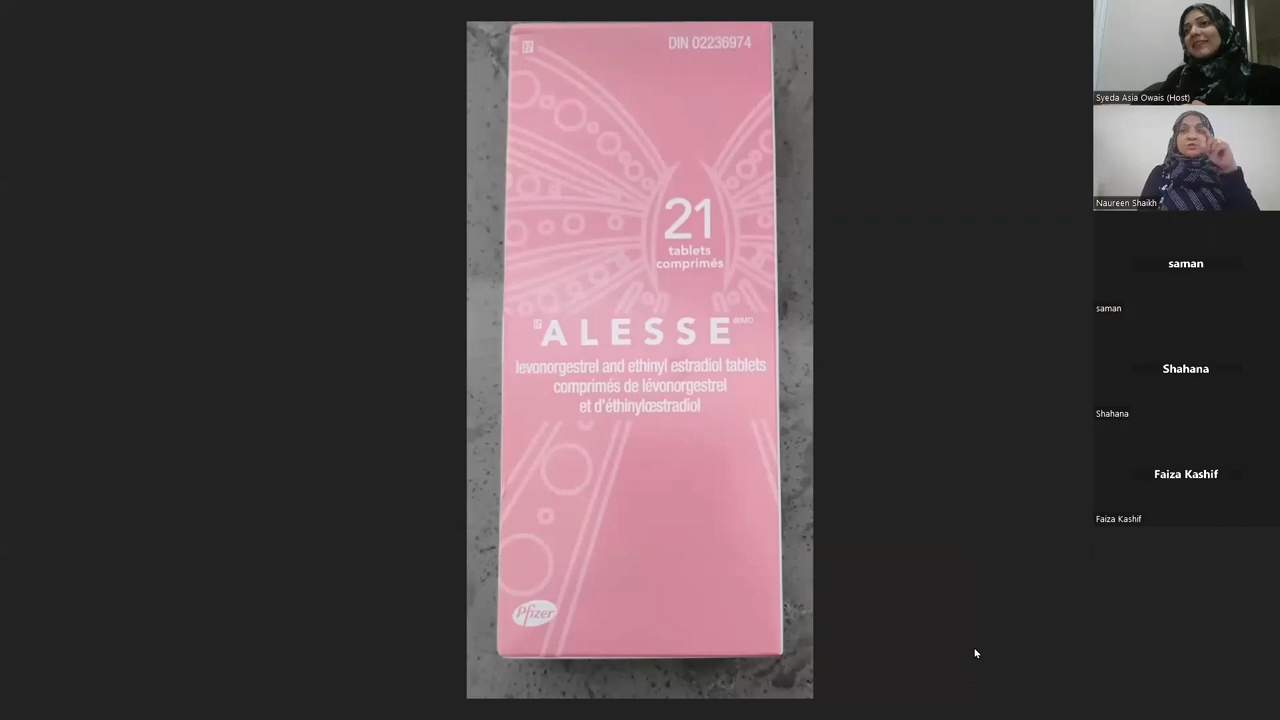 DIN 02236974
21
tablets
comprimés
ALESSE
levonorgestrel and ethinyl estradiol tablets
comprimés de lévonorgestrel
et d'éthinylœstradiol
Pfizer
Syeda Asia Owais (Host)
Naureen Shaikh
saman
saman
Shahana
Shahana
Faiza Kashif
Faiza Kashif